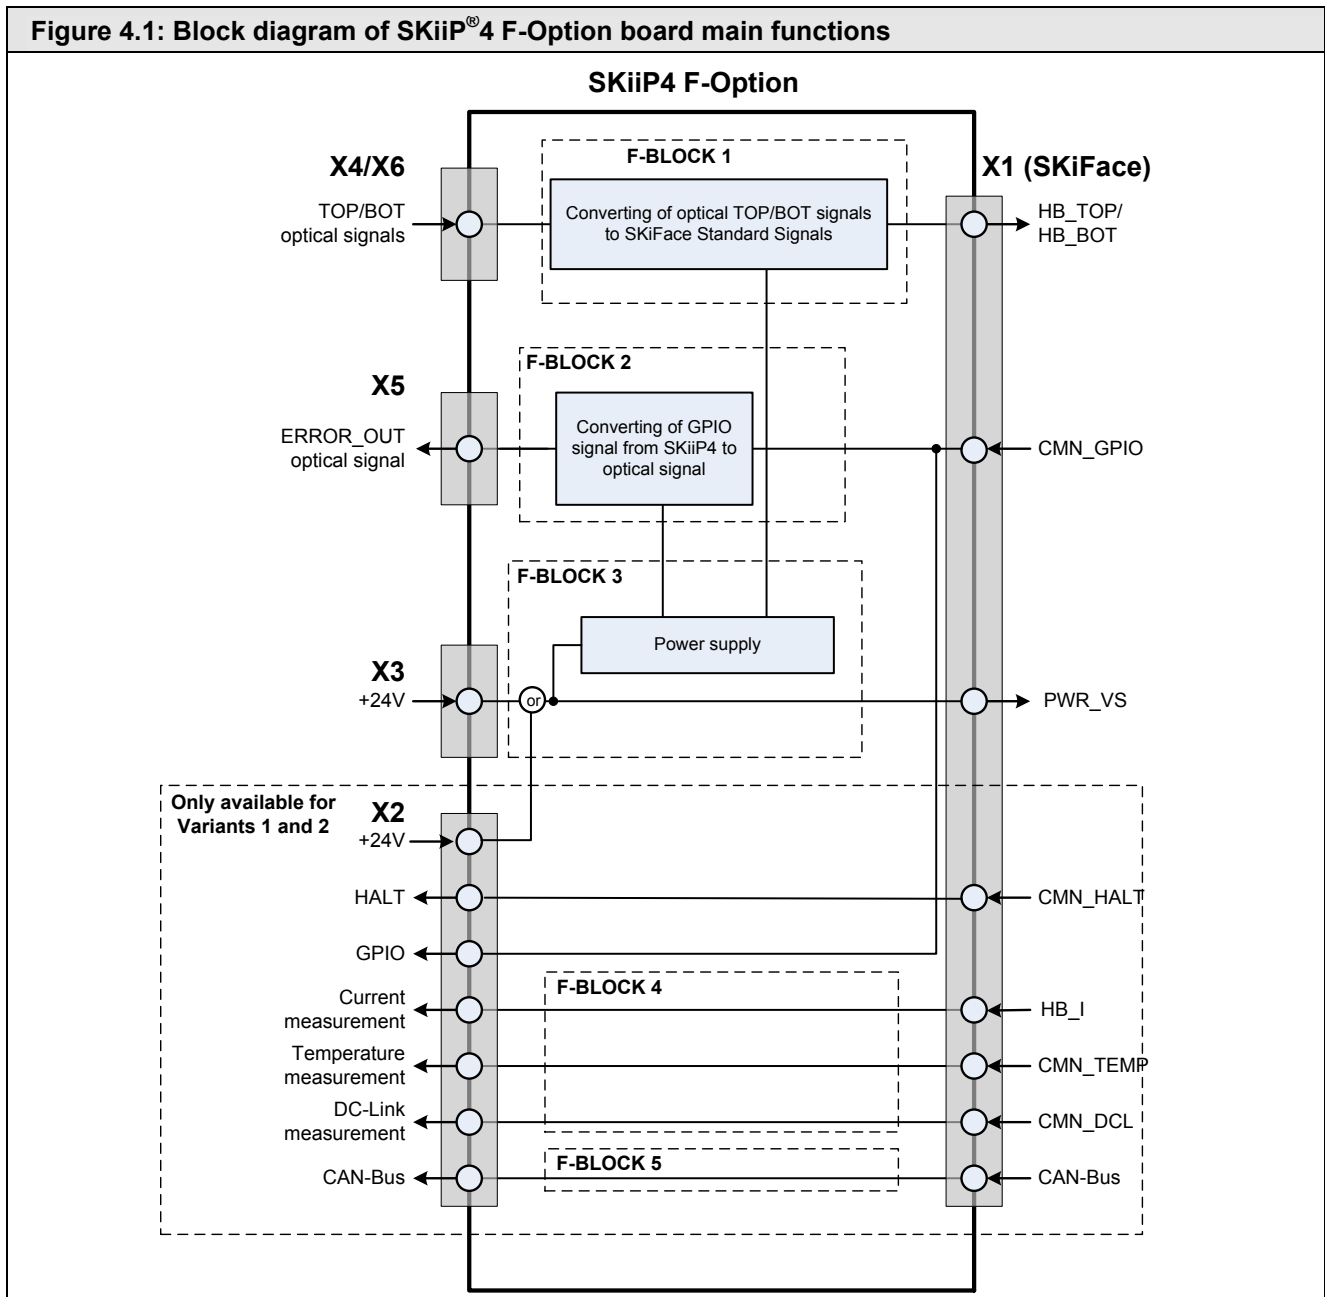 Figure 4.1: Block diagram of SKiiP®4 F-Option board main functions
SKiiP4 F-Option
F-BLOCK 1
X4/X6
X1 (SKiFace)
TOP/BOT
optical signals
Converting of optical TOP/BOT signals
to SKiFace Standard Signals
HB_TOP/
HB_BOT
F-BLOCK 2
X5
ERROR_OUT
optical signal
Converting of GPIO
signal from SKiiP4 to
optical signal
CMN_GPIO
F-BLOCK 3
Power supply
X3
+24V
or
PWR_VS
Only available for
Variants 1 and 2
X2
+24V
HALT
CMN_HALT
GPIO
F-BLOCK 4
Current
measurement
HB_I
Temperature
measurement
CMN_TEMP
DC-Link
measurement
CMN_DCL
F-BLOCK 5
CAN-Bus
CAN-Bus